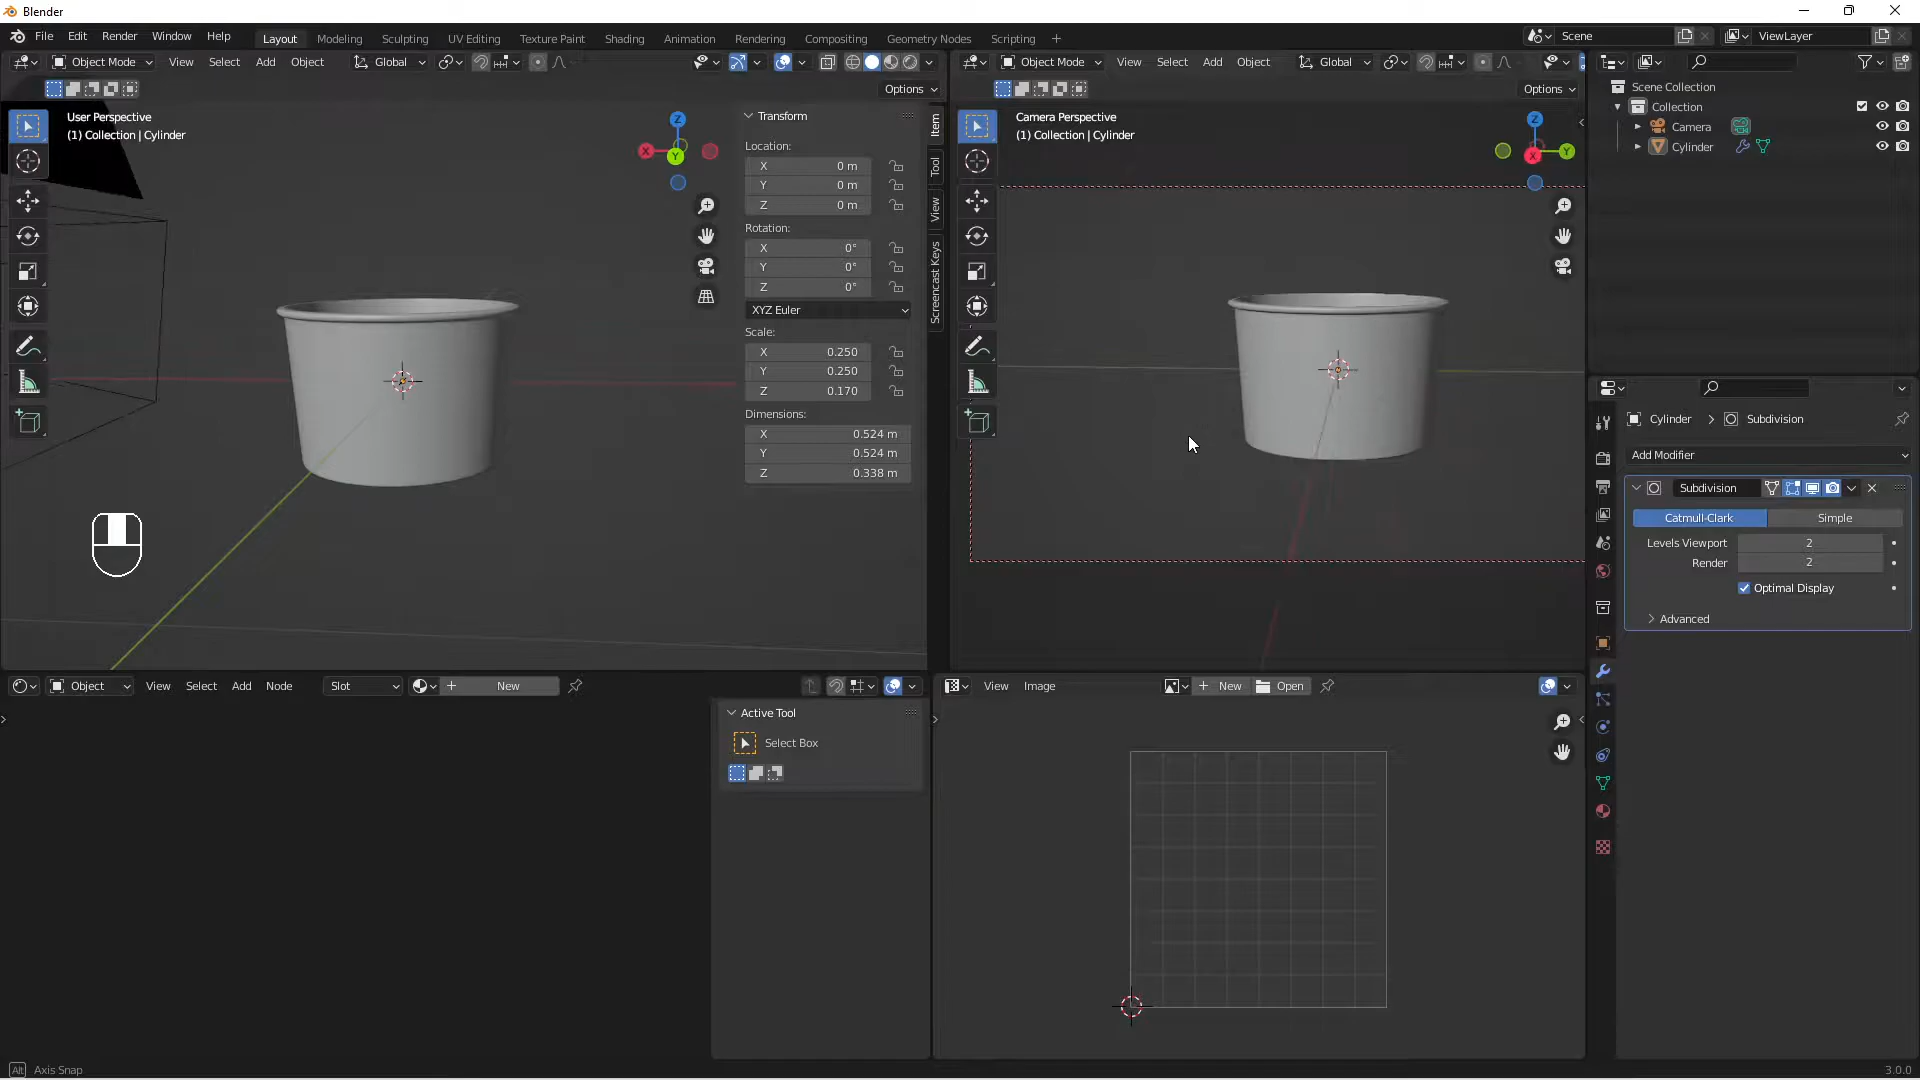 Blender
File Edit Render Window Help Layout Modeling Sculpting UV Editing Texture Paint Shading Animation Rendering Compositing Geometry Nodes Scripting + Scene ViewLayer
Object Mode View Select Add Object Global
Options
User Perspective
(1) Collection | Cylinder
Z
X
Y
Transform
Location:
X 0 m
Y 0 m
Z 0 m
Rotation:
X 0°
Y 0°
Z 0°
XYZ Euler
Scale:
X 0.250
Y 0.250
Z 0.170
Dimensions:
X 0.524 m
Y 0.524 m
Z 0.338 m
Item
Tool
View
Screencast Keys
Object Mode View Select Add Object Global
Options
Camera Perspective
(1) Collection | Cylinder
Z
X
Y
Scene Collection
Collection
Camera
Cylinder
Cylinder > Subdivision
Add Modifier
Subdivision
Catmull-Clark Simple
Levels Viewport 2
Render 2
Optimal Display
Advanced
Object View Select Add Node Slot + New
Active Tool
Select Box
View Image + New Open
Alt Axis Snap
3.0.0